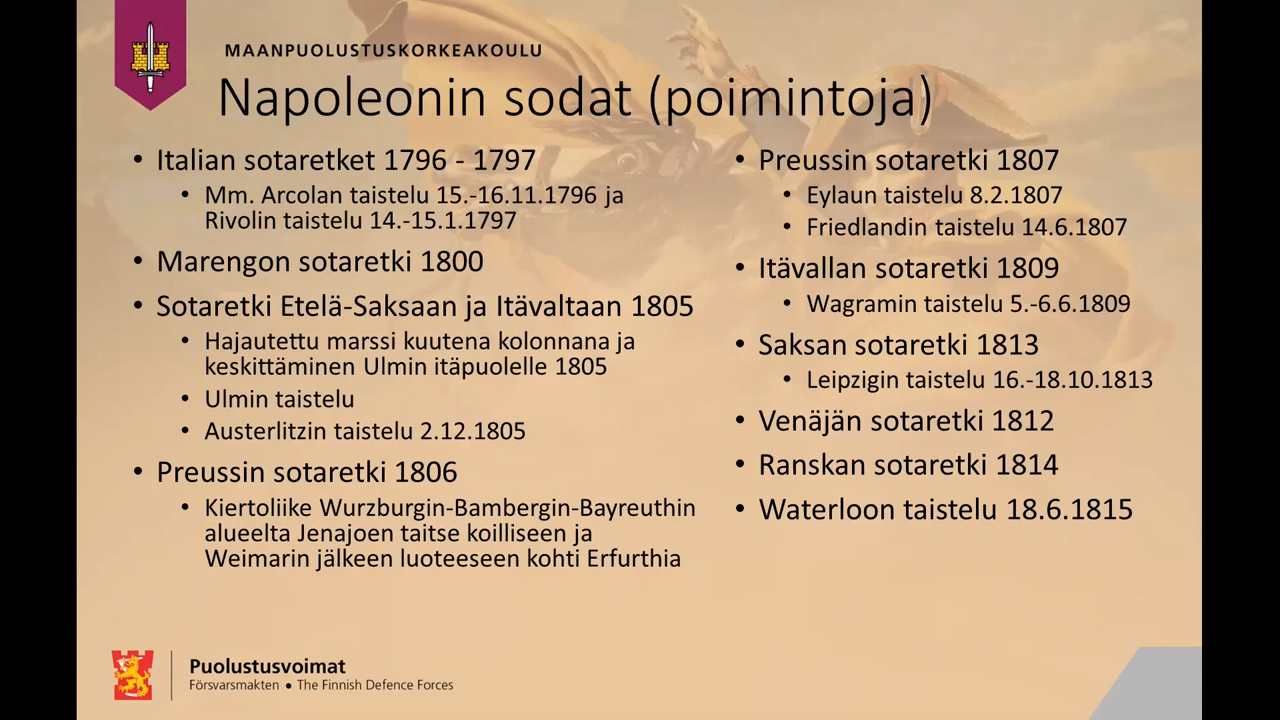 MAANPUOLUSTUSKORKEAKOULU
Napoleonin sodat (poimintoja)
• Italian sotaretket 1796 - 1797
• Mm. Arcolan taistelu 15.-16.11.1796 ja
Rivolin taistelu 14.-15.1.1797
• Marengon sotaretki 1800
• Sotaretki Etelä-Saksaan ja Itävaltaan 1805
• Hajautettu marssi kuutena kolonnana ja
keskittäminen Ulmin itäpuolelle 1805
• Ulmin taistelu
• Austerlitzin taistelu 2.12.1805
• Preussin sotaretki 1806
• Kiertoliike Wurzburgin-Bambergin-Bayreuthin
alueelta Jenajoen taitse koilliseen ja
Weimarin jälkeen luoteeseen kohti Erfurthia
• Preussin sotaretki 1807
• Eylaun taistelu 8.2.1807
• Friedlandin taistelu 14.6.1807
• Itävallan sotaretki 1809
• Wagramin taistelu 5.-6.6.1809
• Saksan sotaretki 1813
• Leipzigin taistelu 16.-18.10.1813
• Venäjän sotaretki 1812
• Ranskan sotaretki 1814
• Waterloon taistelu 18.6.1815
Puolustusvoimat
Försvarsmakten • The Finnish Defence Forces